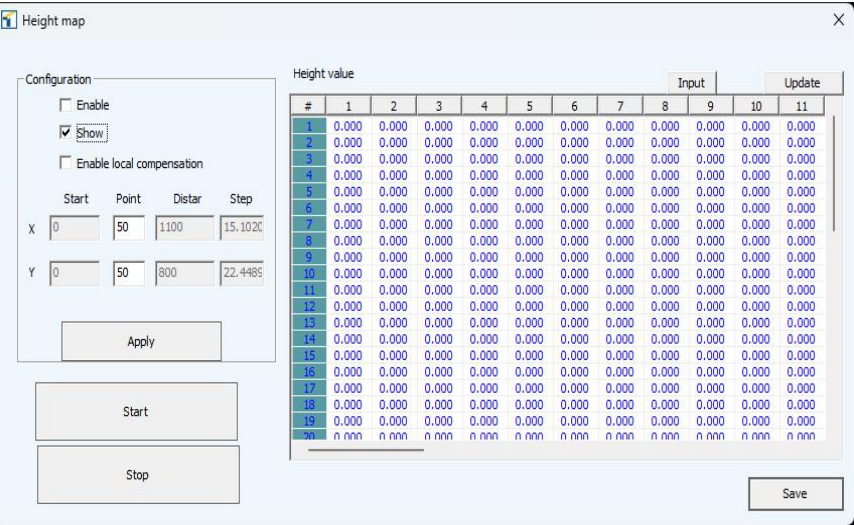 Height map
Configuration
Enable
Show
Enable local compensation
Start Point Distar Step
X 0 50 1100 15.1020
Y 0 50 800 22.4489
Apply
Start
Stop
Height value
Input Update
# 1 2 3 4 5 6 7 8 9 10 11
1 0.000 0.000 0.000 0.000 0.000 0.000 0.000 0.000 0.000 0.000 0.000
2 0.000 0.000 0.000 0.000 0.000 0.000 0.000 0.000 0.000 0.000 0.000
3 0.000 0.000 0.000 0.000 0.000 0.000 0.000 0.000 0.000 0.000 0.000
4 0.000 0.000 0.000 0.000 0.000 0.000 0.000 0.000 0.000 0.000 0.000
5 0.000 0.000 0.000 0.000 0.000 0.000 0.000 0.000 0.000 0.000 0.000
6 0.000 0.000 0.000 0.000 0.000 0.000 0.000 0.000 0.000 0.000 0.000
7 0.000 0.000 0.000 0.000 0.000 0.000 0.000 0.000 0.000 0.000 0.000
8 0.000 0.000 0.000 0.000 0.000 0.000 0.000 0.000 0.000 0.000 0.000
9 0.000 0.000 0.000 0.000 0.000 0.000 0.000 0.000 0.000 0.000 0.000
10 0.000 0.000 0.000 0.000 0.000 0.000 0.000 0.000 0.000 0.000 0.000
11 0.000 0.000 0.000 0.000 0.000 0.000 0.000 0.000 0.000 0.000 0.000
12 0.000 0.000 0.000 0.000 0.000 0.000 0.000 0.000 0.000 0.000 0.000
13 0.000 0.000 0.000 0.000 0.000 0.000 0.000 0.000 0.000 0.000 0.000
14 0.000 0.000 0.000 0.000 0.000 0.000 0.000 0.000 0.000 0.000 0.000
15 0.000 0.000 0.000 0.000 0.000 0.000 0.000 0.000 0.000 0.000 0.000
16 0.000 0.000 0.000 0.000 0.000 0.000 0.000 0.000 0.000 0.000 0.000
17 0.000 0.000 0.000 0.000 0.000 0.000 0.000 0.000 0.000 0.000 0.000
18 0.000 0.000 0.000 0.000 0.000 0.000 0.000 0.000 0.000 0.000 0.000
19 0.000 0.000 0.000 0.000 0.000 0.000 0.000 0.000 0.000 0.000 0.000
20 0.000 0.000 0.000 0.000 0.000 0.000 0.000 0.000 0.000 0.000 0.000
Save